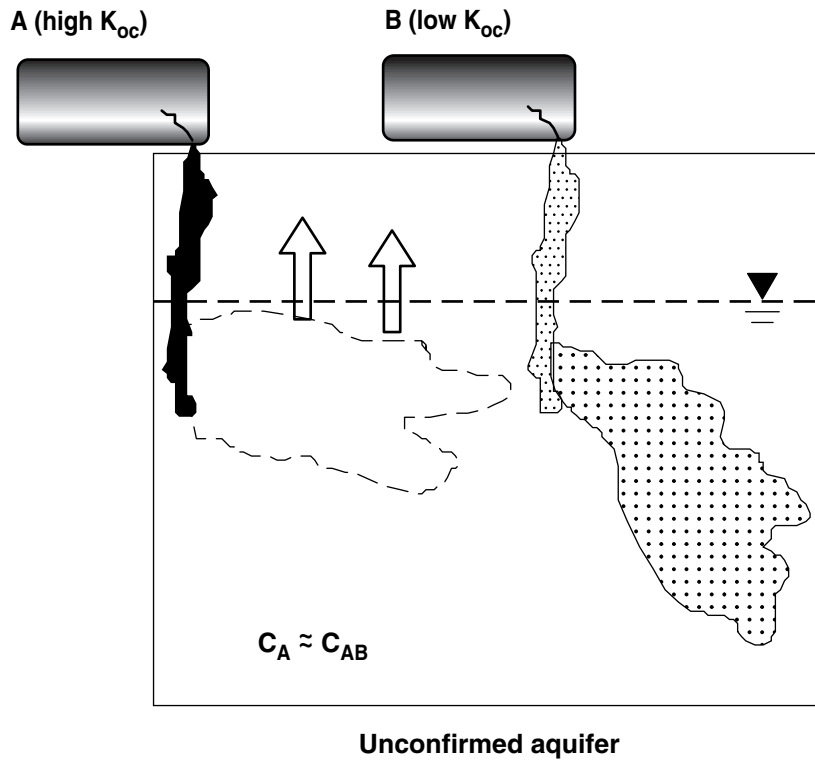 A (high Koc)
B (low Koc)
CA ≈ CAB
Unconfirmed aquifer